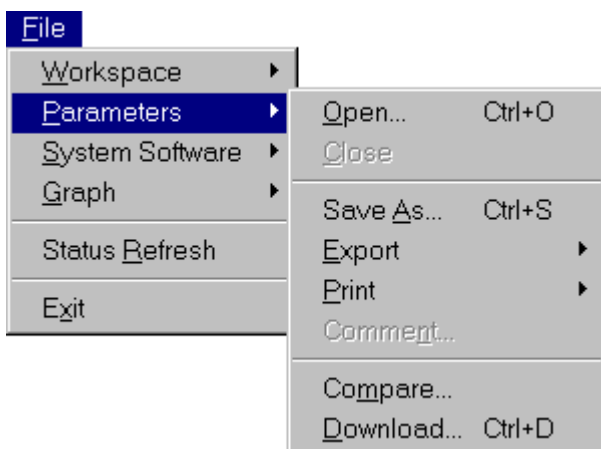 File
Workspace
Parameters
System Software
Graph
Status Refresh
Exit
Open... Ctrl+O
Close
Save As... Ctrl+S
Export
Print
Comment...
Compare...
Download... Ctrl+D